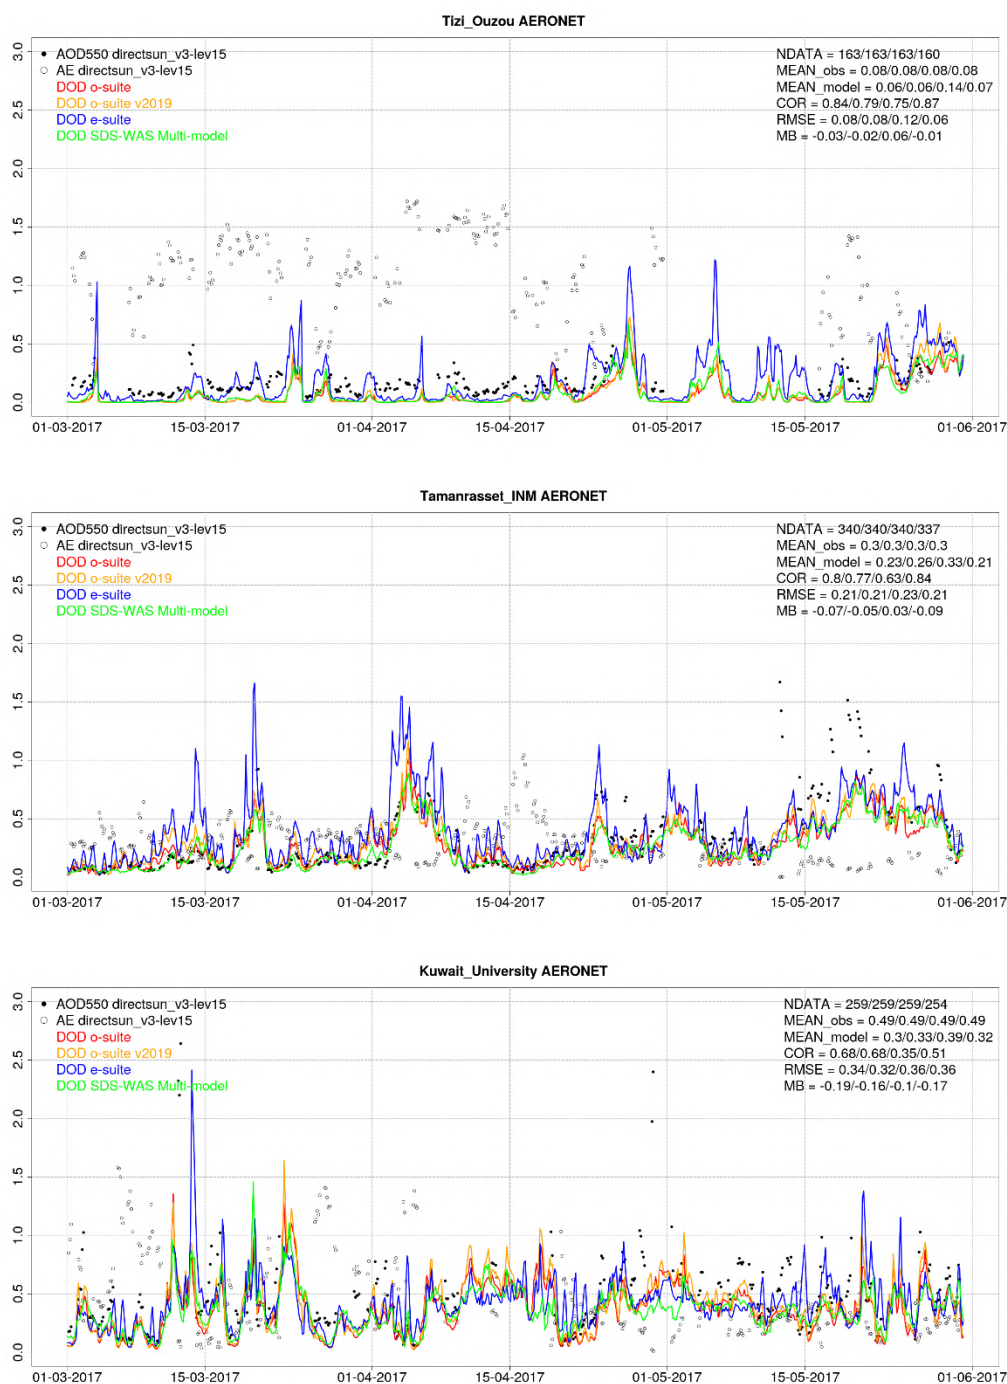 Tizi_Ouzou AERONET
AOD550 directsun_v3-lev15
AE directsun_v3-lev15
DOD o-suite
DOD o-suite v2019
DOD e-suite
DOD SDS-WAS Multi-model
NDATA = 163/163/163/160
MEAN_obs = 0.08/0.08/0.08/0.08
MEAN_model = 0.06/0.06/0.14/0.07
COR = 0.84/0.79/0.75/0.87
RMSE = 0.08/0.08/0.12/0.06
MB = -0.03/-0.02/0.06/-0.01
3.0
2.5
2.0
1.5
1.0
0.5
0.0
01-03-2017 15-03-2017 01-04-2017 15-04-2017 01-05-2017 15-05-2017 01-06-2017
Tamanrasset_INM AERONET
AOD550 directsun_v3-lev15
AE directsun_v3-lev15
DOD o-suite
DOD o-suite v2019
DOD e-suite
DOD SDS-WAS Multi-model
NDATA = 340/340/340/337
MEAN_obs = 0.3/0.3/0.3/0.3
MEAN_model = 0.23/0.26/0.33/0.21
COR = 0.8/0.77/0.63/0.84
RMSE = 0.21/0.21/0.23/0.21
MB = -0.07/-0.05/0.03/-0.09
3.0
2.5
2.0
1.5
1.0
0.5
0.0
01-03-2017 15-03-2017 01-04-2017 15-04-2017 01-05-2017 15-05-2017 01-06-2017
Kuwait_University AERONET
AOD550 directsun_v3-lev15
AE directsun_v3-lev15
DOD o-suite
DOD o-suite v2019
DOD e-suite
DOD SDS-WAS Multi-model
NDATA = 259/259/259/254
MEAN_obs = 0.49/0.49/0.49/0.49
MEAN_model = 0.3/0.33/0.39/0.32
COR = 0.68/0.68/0.35/0.51
RMSE = 0.34/0.32/0.36/0.36
MB = -0.19/-0.16/-0.1/-0.17
3.0
2.5
2.0
1.5
1.0
0.5
0.0
01-03-2017 15-03-2017 01-04-2017 15-04-2017 01-05-2017 15-05-2017 01-06-2017